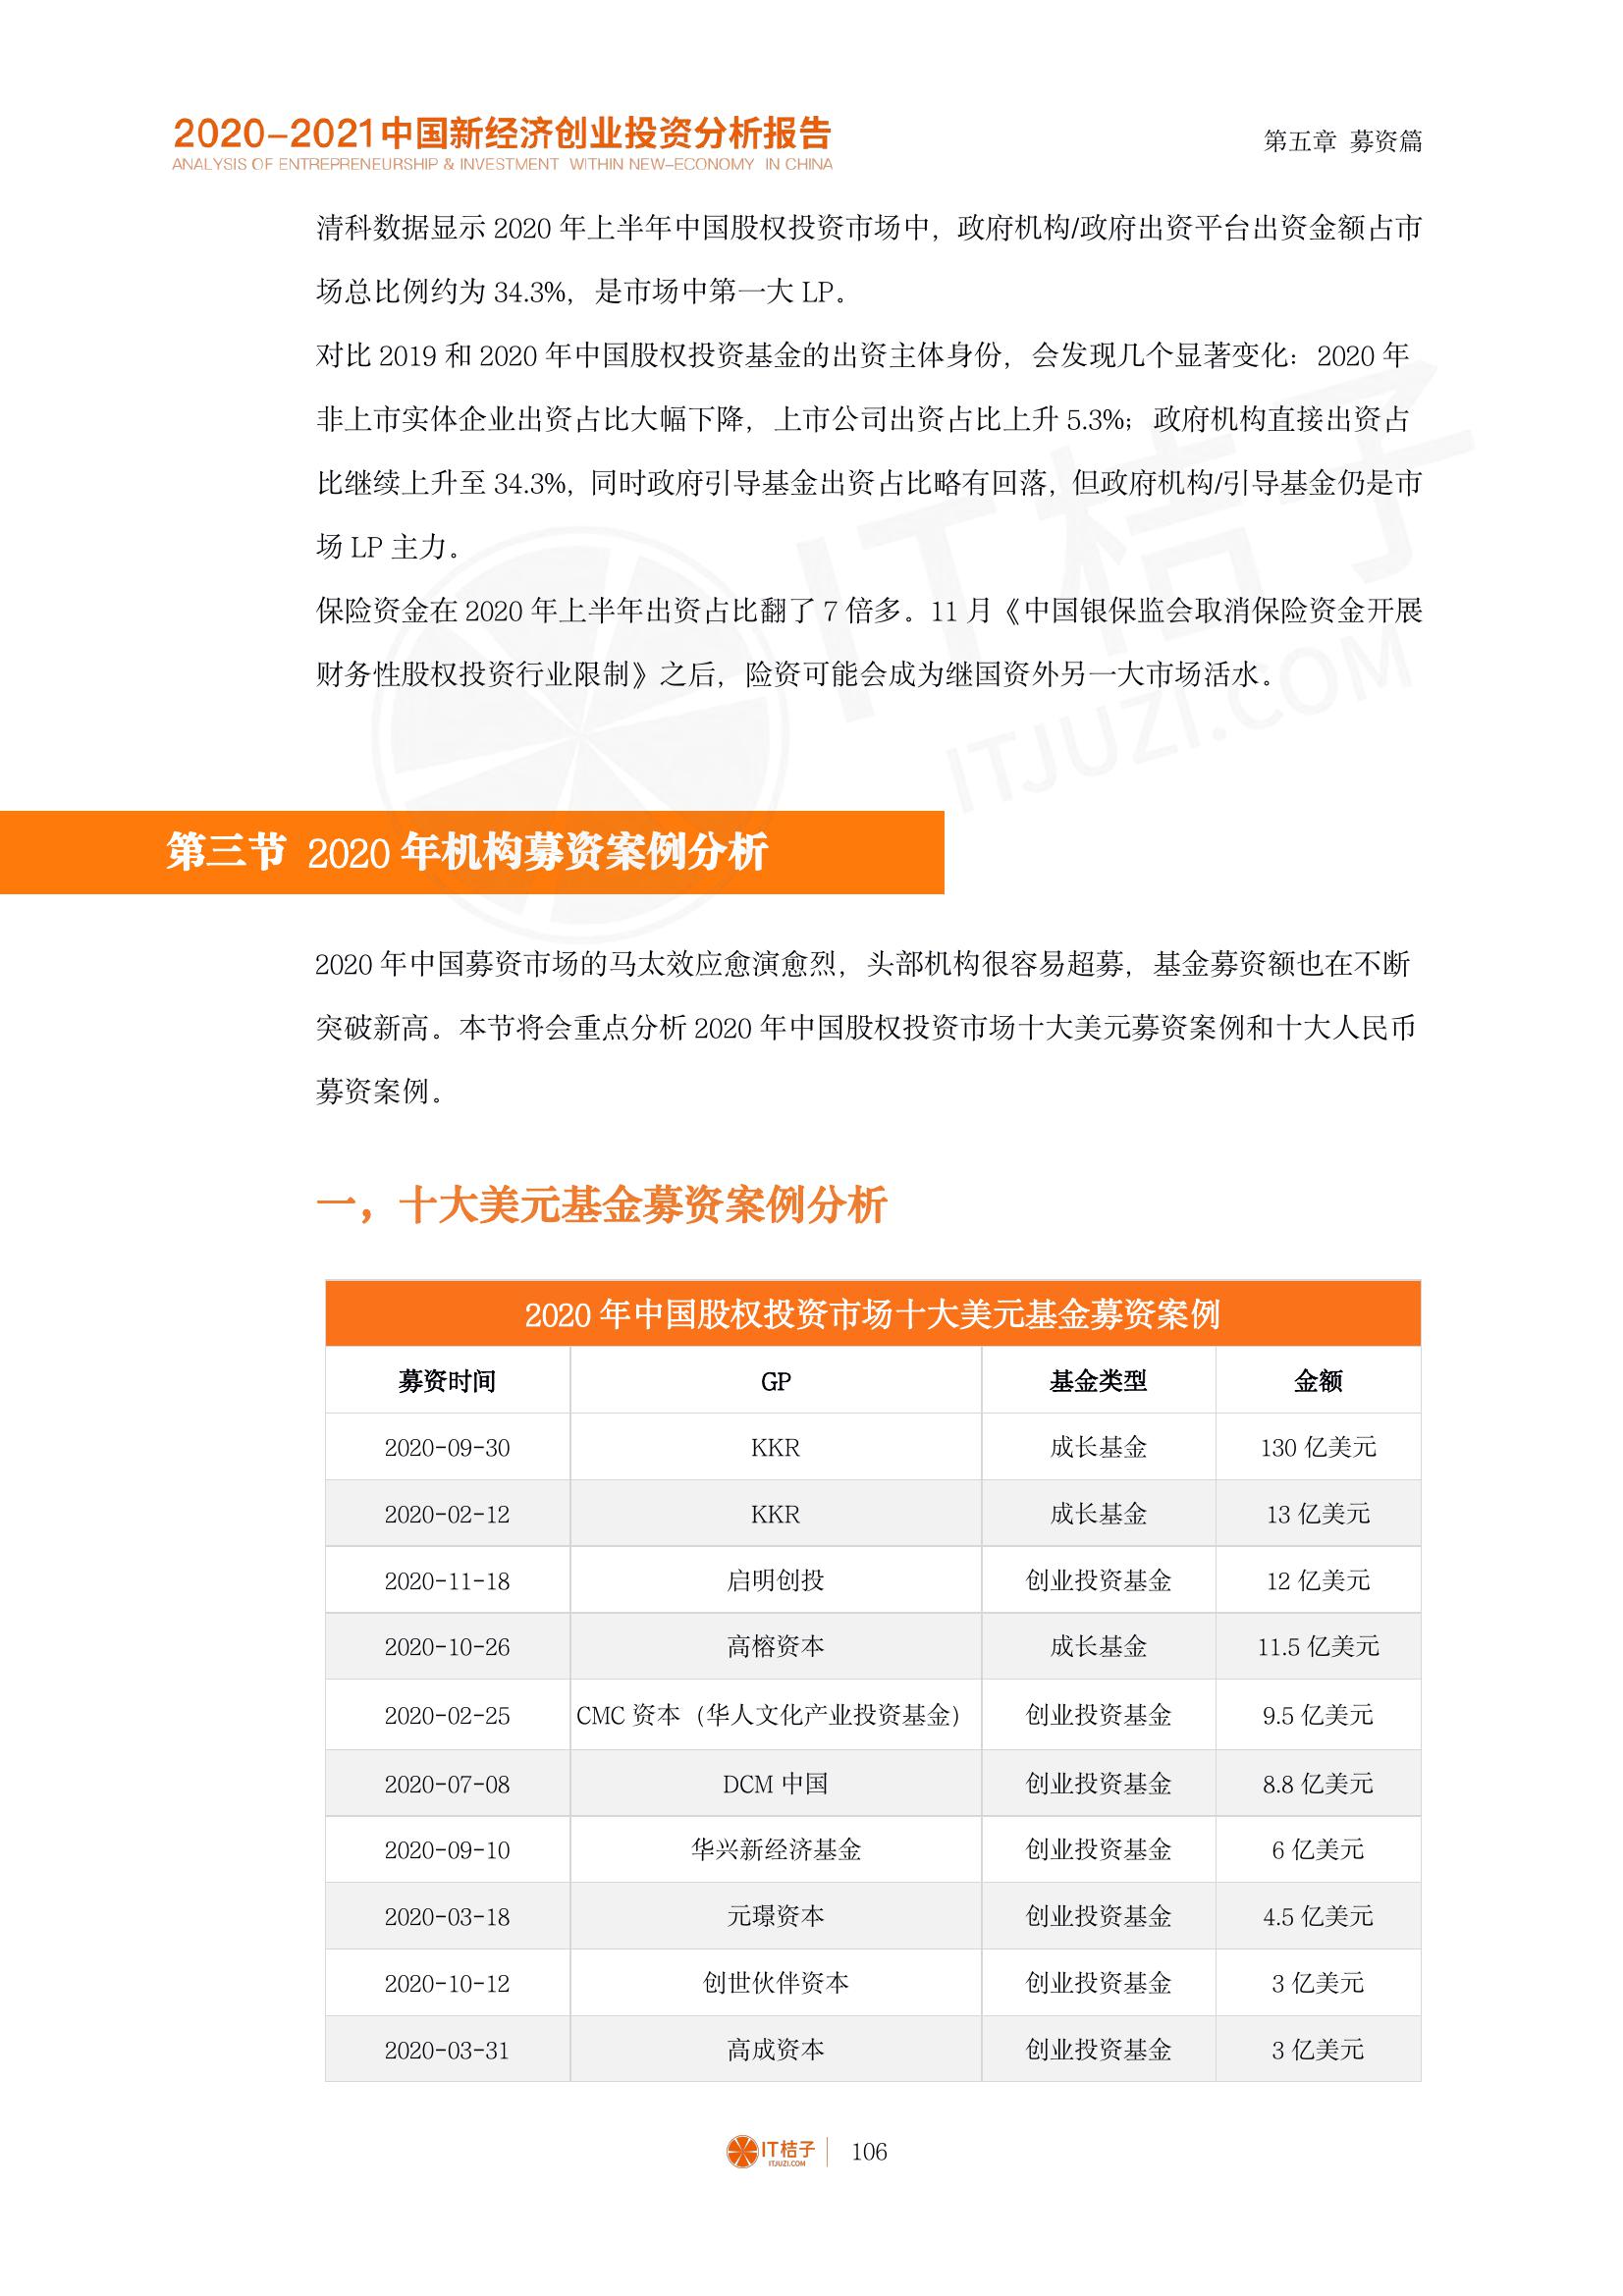 2020-2021中国新经济创业投资分析报告
ANALYSIS OF ENTREPRENEURSHIP & INVESTMENT WITHIN NEW-ECONOMY IN CHINA
第五章 募资篇
清科数据显示 2020 年上半年中国股权投资市场中，政府机构/政府出资平台出资金额占市
场总比例约为 34.3%，是市场中第一大 LP。
对比 2019 和 2020 年中国股权投资基金的出资主体身份，会发现几个显著变化：2020 年
非上市实体企业出资占比大幅下降，上市公司出资占比上升 5.3%；政府机构直接出资占
比继续上升至 34.3%，同时政府引导基金出资占比略有回落，但政府机构/引导基金仍是市
场 LP 主力。
保险资金在 2020 年上半年出资占比翻了 7 倍多。11 月《中国银保监会取消保险资金开展
财务性股权投资行业限制》之后，险资可能会成为继国资外另一大市场活水。
IT桔子
ITJUZI.COM
第三节 2020 年机构募资案例分析
2020 年中国募资市场的马太效应愈演愈烈，头部机构很容易超募，基金募资额也在不断
突破新高。本节将会重点分析 2020 年中国股权投资市场十大美元募资案例和十大人民币
募资案例。
一，十大美元基金募资案例分析
2020 年中国股权投资市场十大美元基金募资案例
募资时间 GP 基金类型 金额
2020-09-30 KKR 成长基金 130 亿美元
2020-02-12 KKR 成长基金 13 亿美元
2020-11-18 启明创投 创业投资基金 12 亿美元
2020-10-26 高榕资本 成长基金 11.5 亿美元
2020-02-25 CMC 资本（华人文化产业投资基金） 创业投资基金 9.5 亿美元
2020-07-08 DCM 中国 创业投资基金 8.8 亿美元
2020-09-10 华兴新经济基金 创业投资基金 6 亿美元
2020-03-18 元璟资本 创业投资基金 4.5 亿美元
2020-10-12 创世伙伴资本 创业投资基金 3 亿美元
2020-03-31 高成资本 创业投资基金 3 亿美元
IT桔子
ITJUZI.COM
106